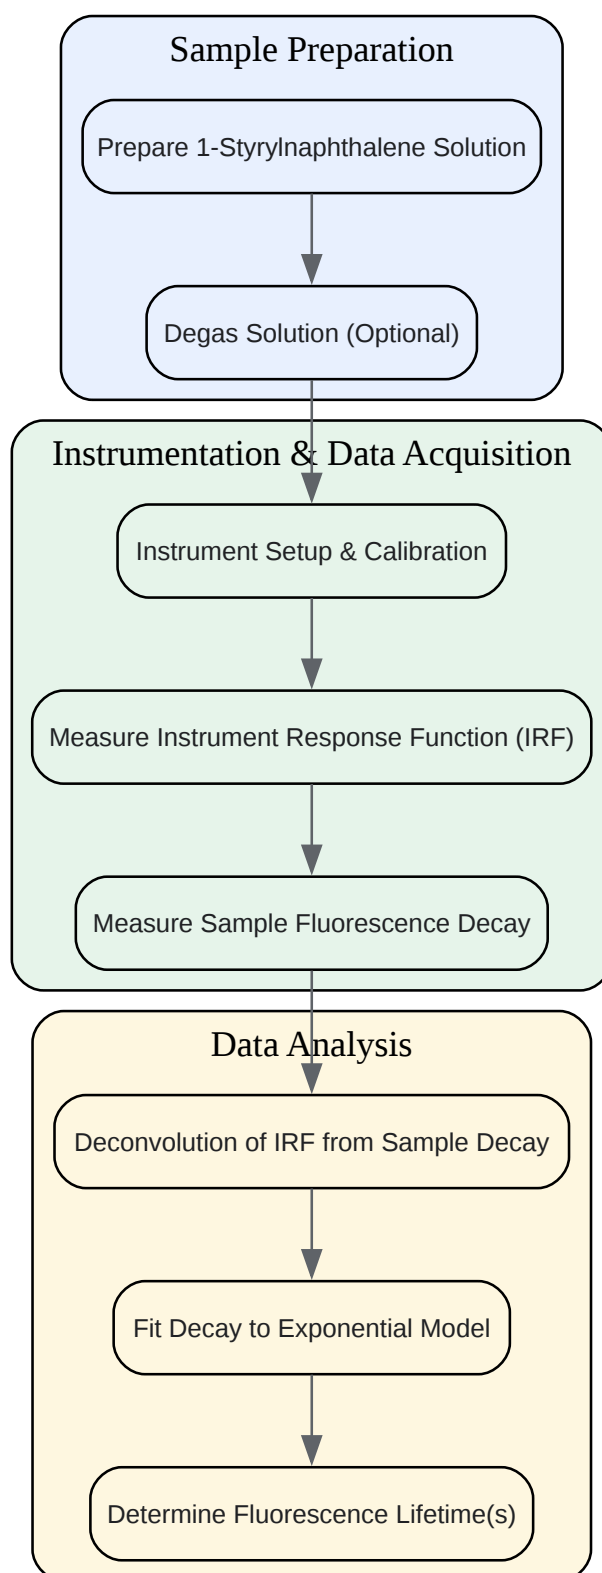 Sample Preparation
Prepare 1-Styrylnaphthalene Solution
Degas Solution (Optional)
Instrumentation & Data Acquisition
Instrument Setup & Calibration
Measure Instrument Response Function (IRF)
Measure Sample Fluorescence Decay
Data Analysis
Deconvolution of IRF from Sample Decay
Fit Decay to Exponential Model
Determine Fluorescence Lifetime(s)